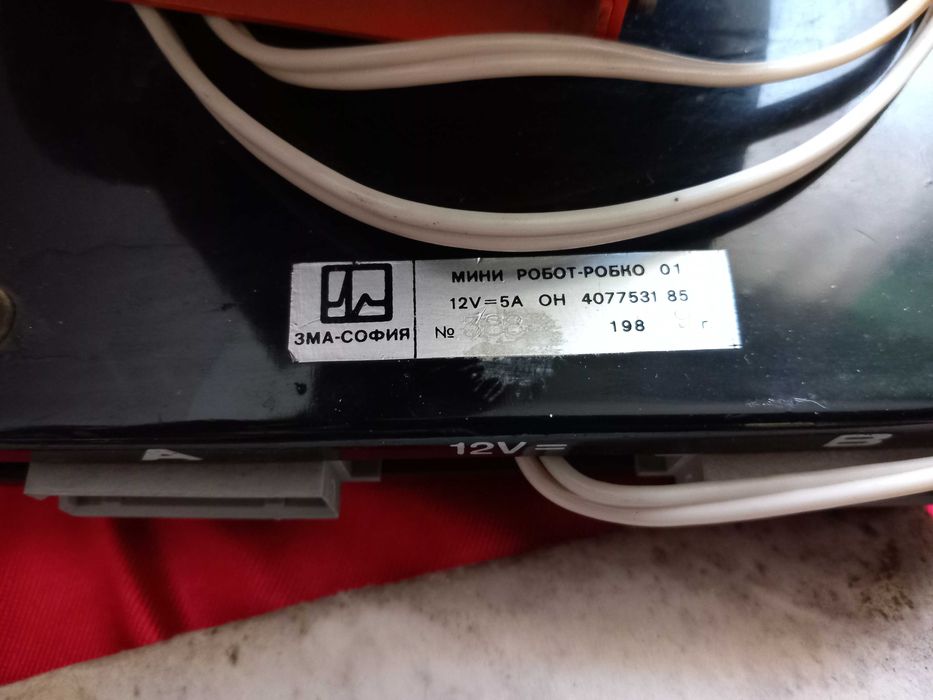 МИНИ РОБОТ-РОБКО 01
12V=5A ОН 4077531 85
ЗМА-СОФИЯ
№ 198 г
A 12V= B